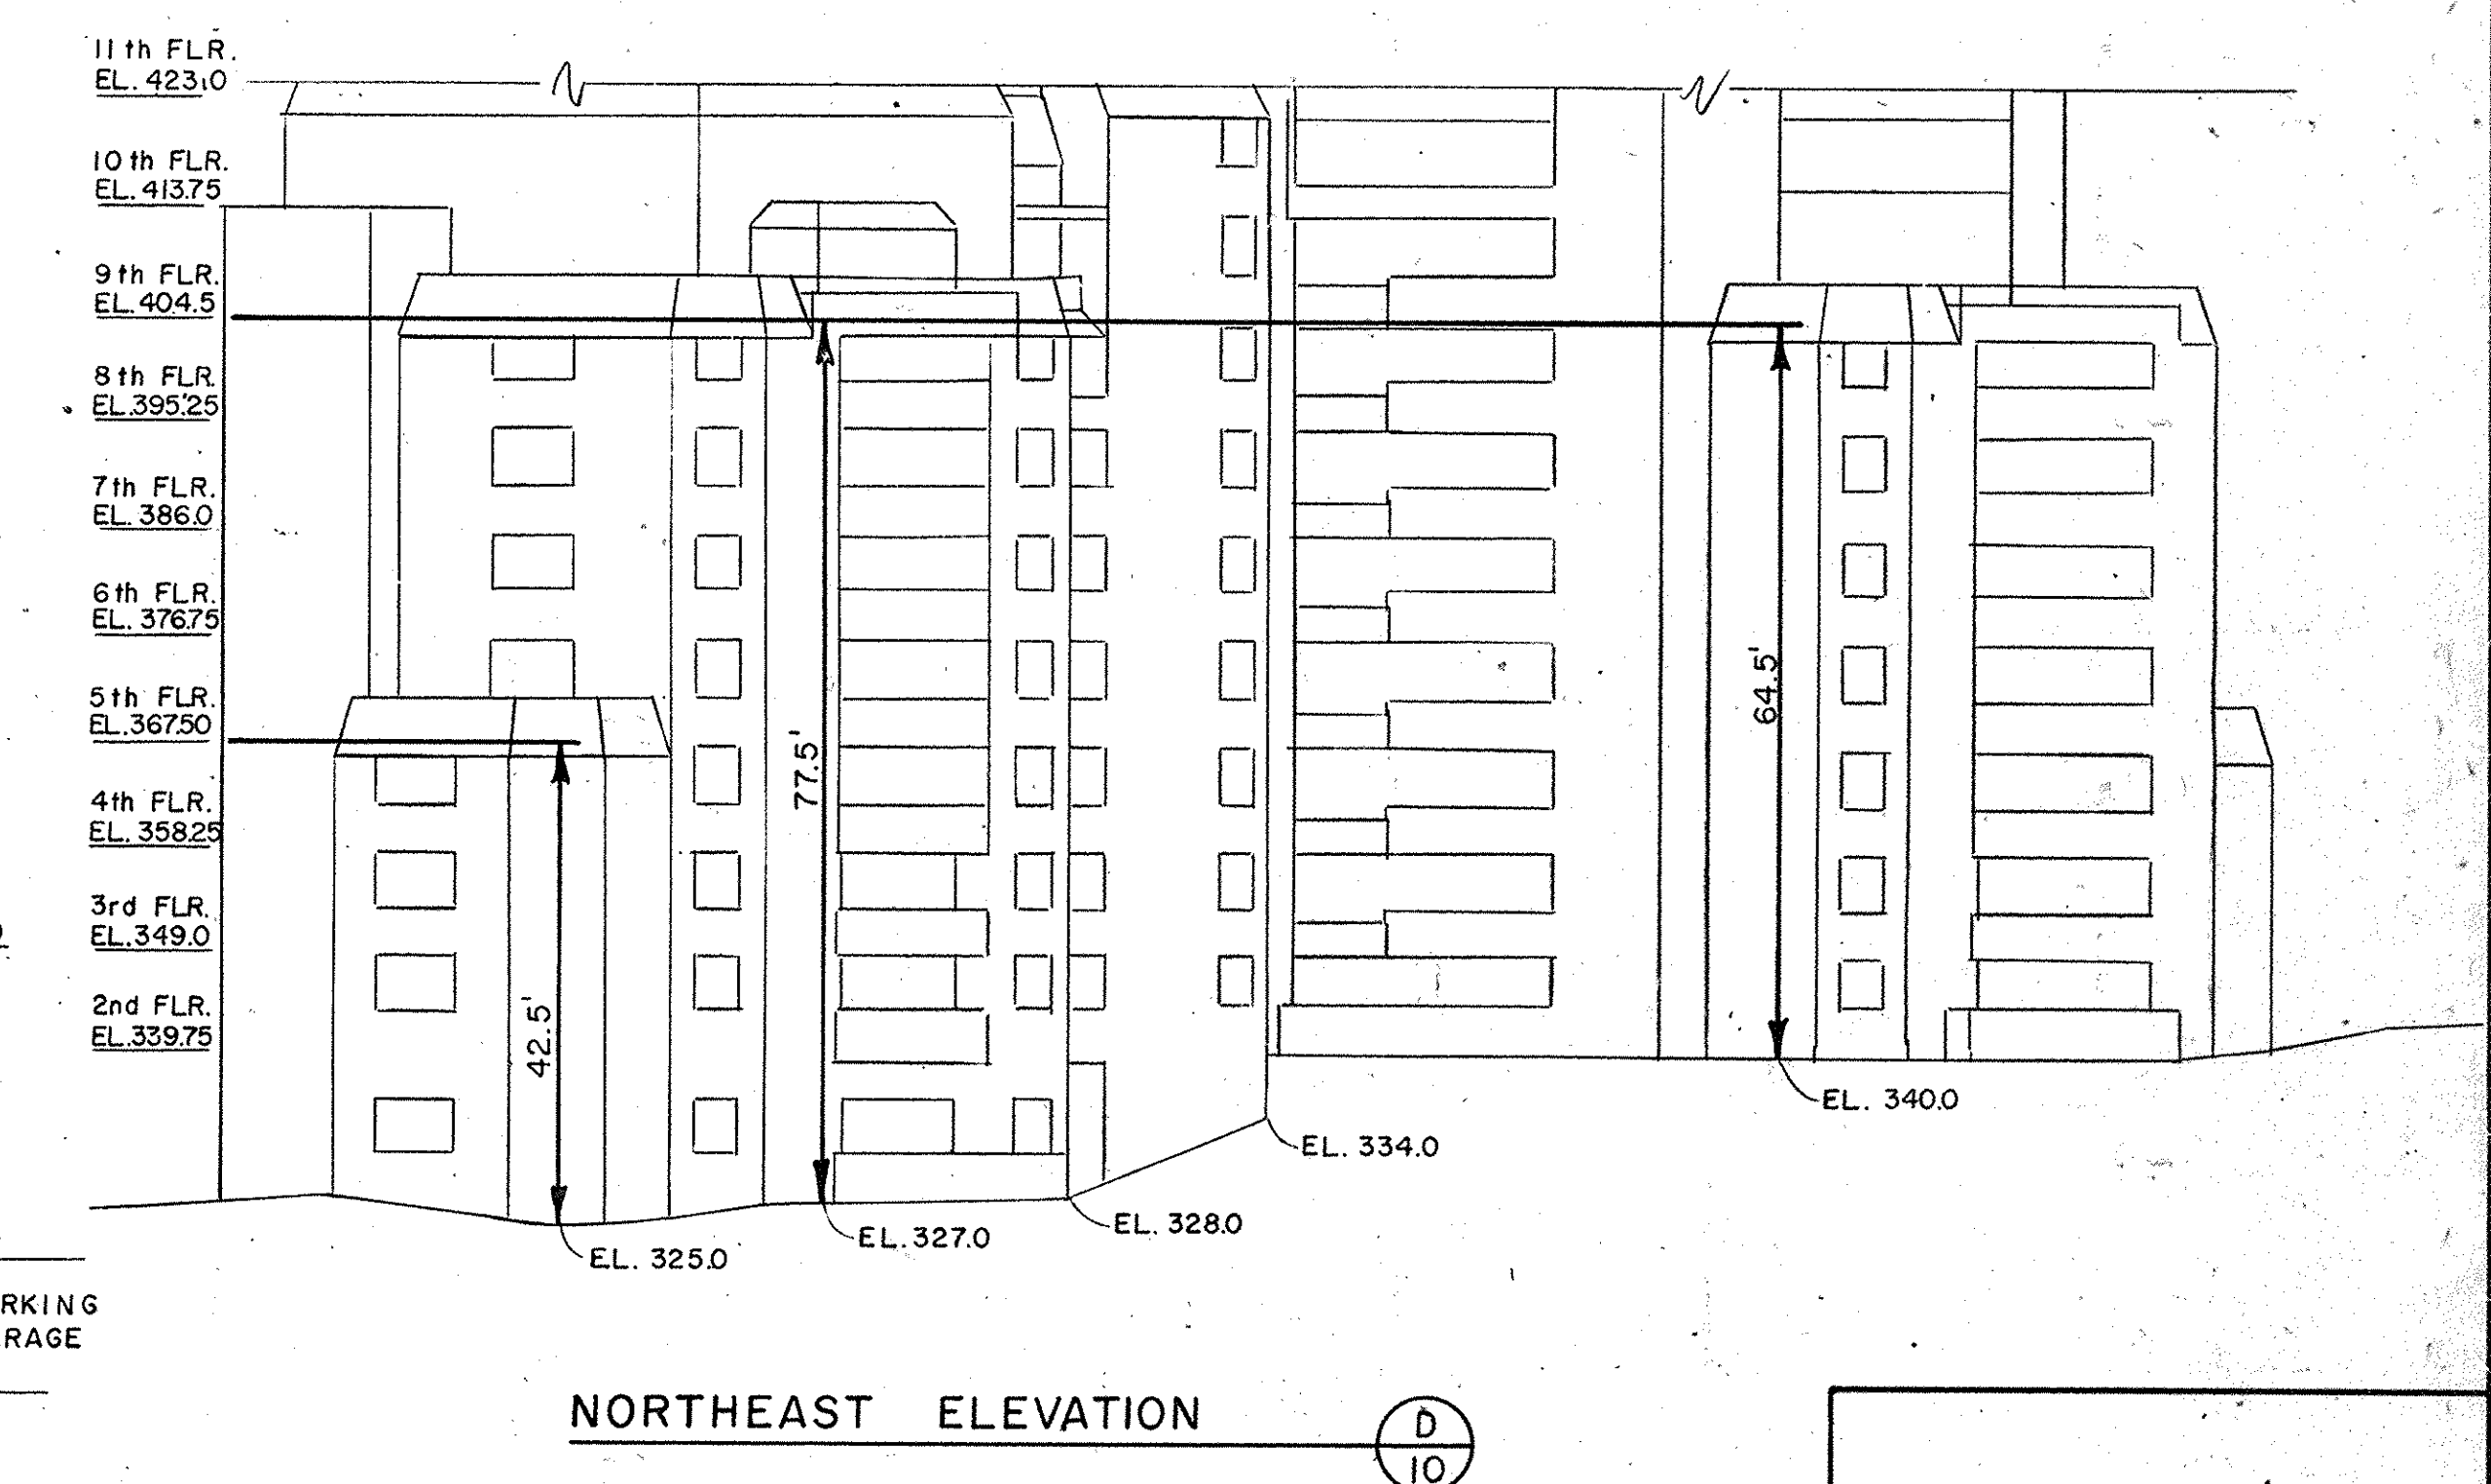 11th FLR.
EL. 423.0
10th FLR.
EL. 413.75
9th FLR.
EL. 404.5
8th FLR.
EL. 395.25
7th FLR.
EL. 386.0
6th FLR.
EL. 376.75
5th FLR.
EL. 367.50
4th FLR.
EL. 358.25
3rd FLR.
EL. 349.0
2nd FLR.
EL. 339.75
42.5'
77.5'
64.5'
EL. 340.0
EL. 334.0
EL. 328.0
EL. 327.0
EL. 325.0
RKING
RAGE
NORTHEAST ELEVATION
D
10